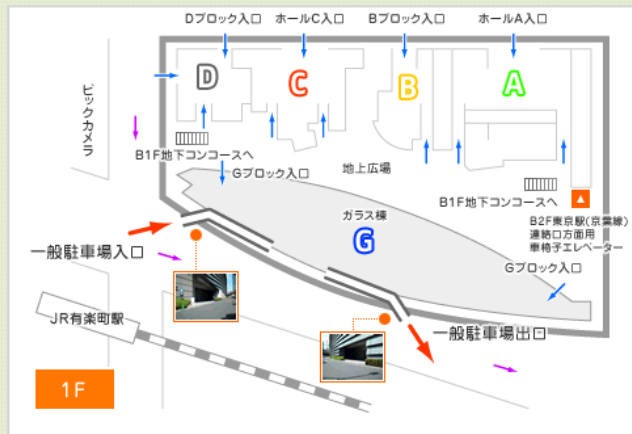 Dブロック入口
ホールC入口
Bブロック入口
ホールA入口
D
C
B
A
ビックカメラ
B1F地下コンコースへ
Gブロック入口
地上広場
B1F地下コンコースへ
ガラス棟
G
B2F東京駅(京葉線)
連絡口方面用
車椅子エレベーター
一般駐車場入口
Gブロック入口
JR有楽町駅
一般駐車場出口
1F